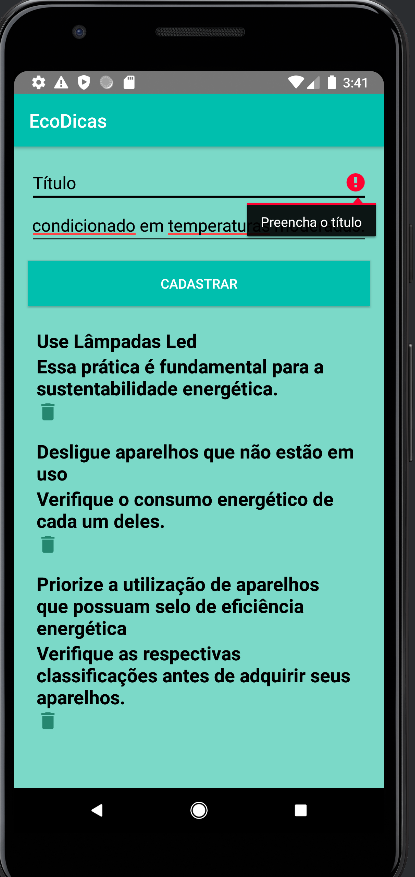 3:41
EcoDicas
Título
condicionado em temperatur
Preencha o título
CADASTRAR
Use Lâmpadas Led
Essa prática é fundamental para a
sustentabilidade energética.
Desligue aparelhos que não estão em
uso
Verifique o consumo energético de
cada um deles.
Priorize a utilização de aparelhos
que possuam selo de eficiência
energética
Verifique as respectivas
classificações antes de adquirir seus
aparelhos.